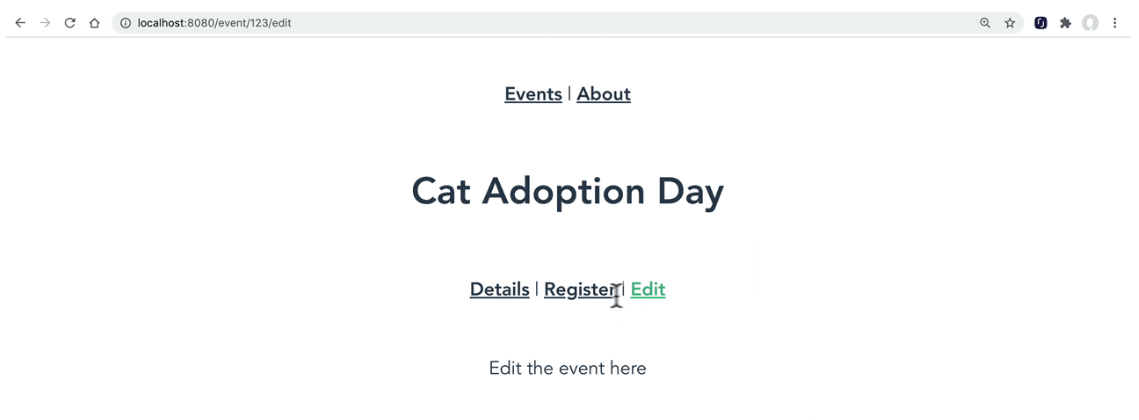 localhost:8080/event/123/edit
Events | About
Cat Adoption Day
Details | Register | Edit
Edit the event here